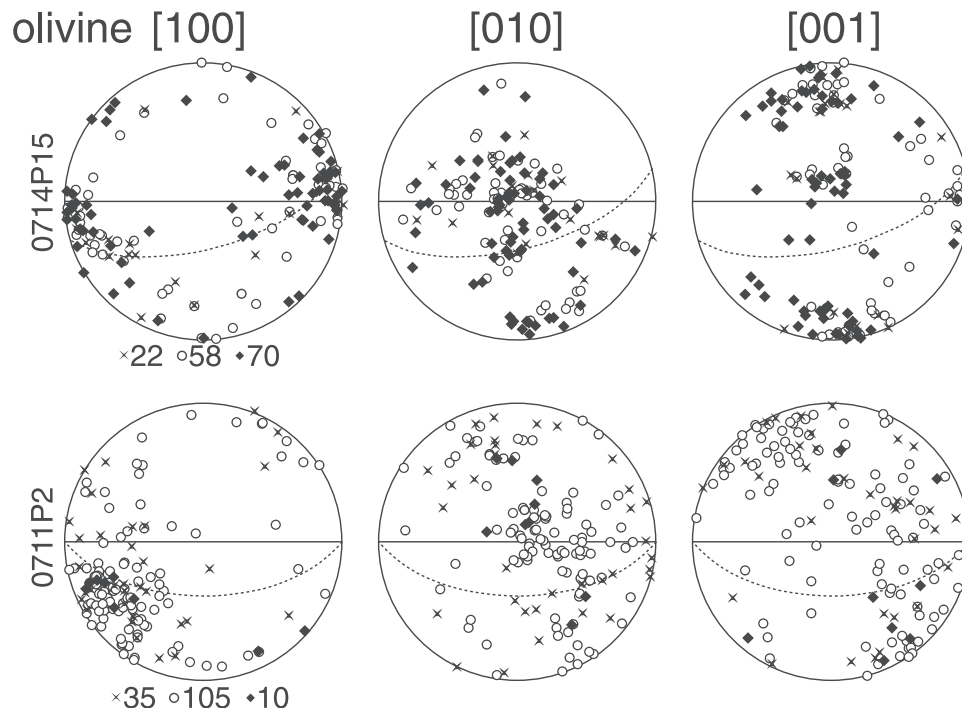 olivine [100] [010] [001]
0714P15
×22 ○58 ◆70
0711P2
×35 ○105 ◆10